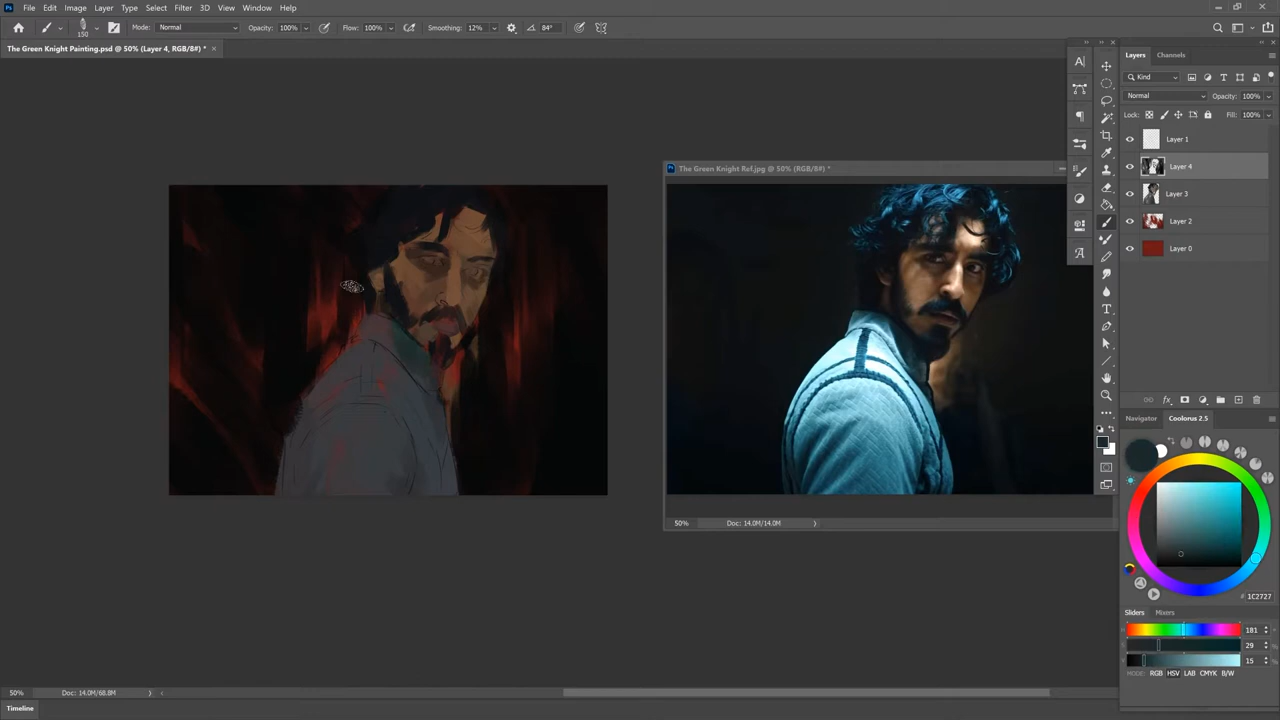 File Edit Image Layer Type Select Filter 3D View Window Help
150 Mode: Normal Opacity: 100% Flow: 100% Smoothing: 12% 84°
The Green Knight Painting.psd @ 50% (Layer 4, RGB/8#) *
The Green Knight Ref.jpg @ 50% (RGB/8#) *
50% Doc: 14.0M/14.0M
Layers Channels
Kind
Normal Opacity: 100%
Lock: Fill: 100%
Layer 1
Layer 4
Layer 3
Layer 2
Layer 0
fx
Navigator Coolorus 2.5
# 1C2727
Sliders Mixers
H 181
S 29
V 15
MODE: RGB HSV LAB CMYK B/W
50% Doc: 14.0M/68.8M
Timeline